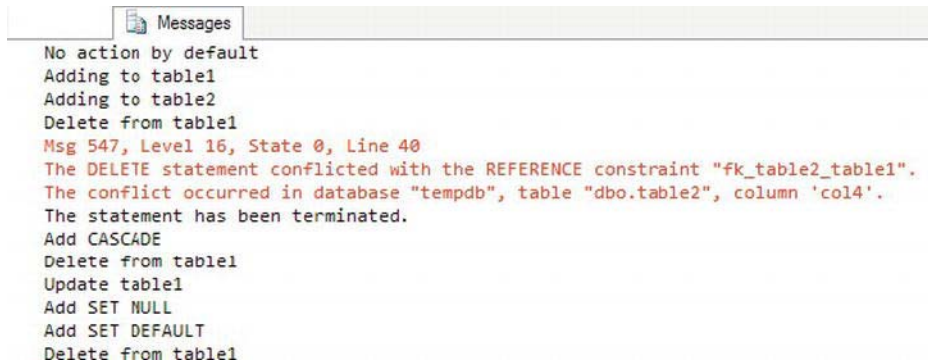 Messages
No action by default
Adding to table1
Adding to table2
Delete from table1
Msg 547, Level 16, State 0, Line 40
The DELETE statement conflicted with the REFERENCE constraint "fk_table2_table1".
The conflict occurred in database "tempdb", table "dbo.table2", column 'col4'.
The statement has been terminated.
Add CASCADE
Delete from table1
Update table1
Add SET NULL
Add SET DEFAULT
Delete from table1